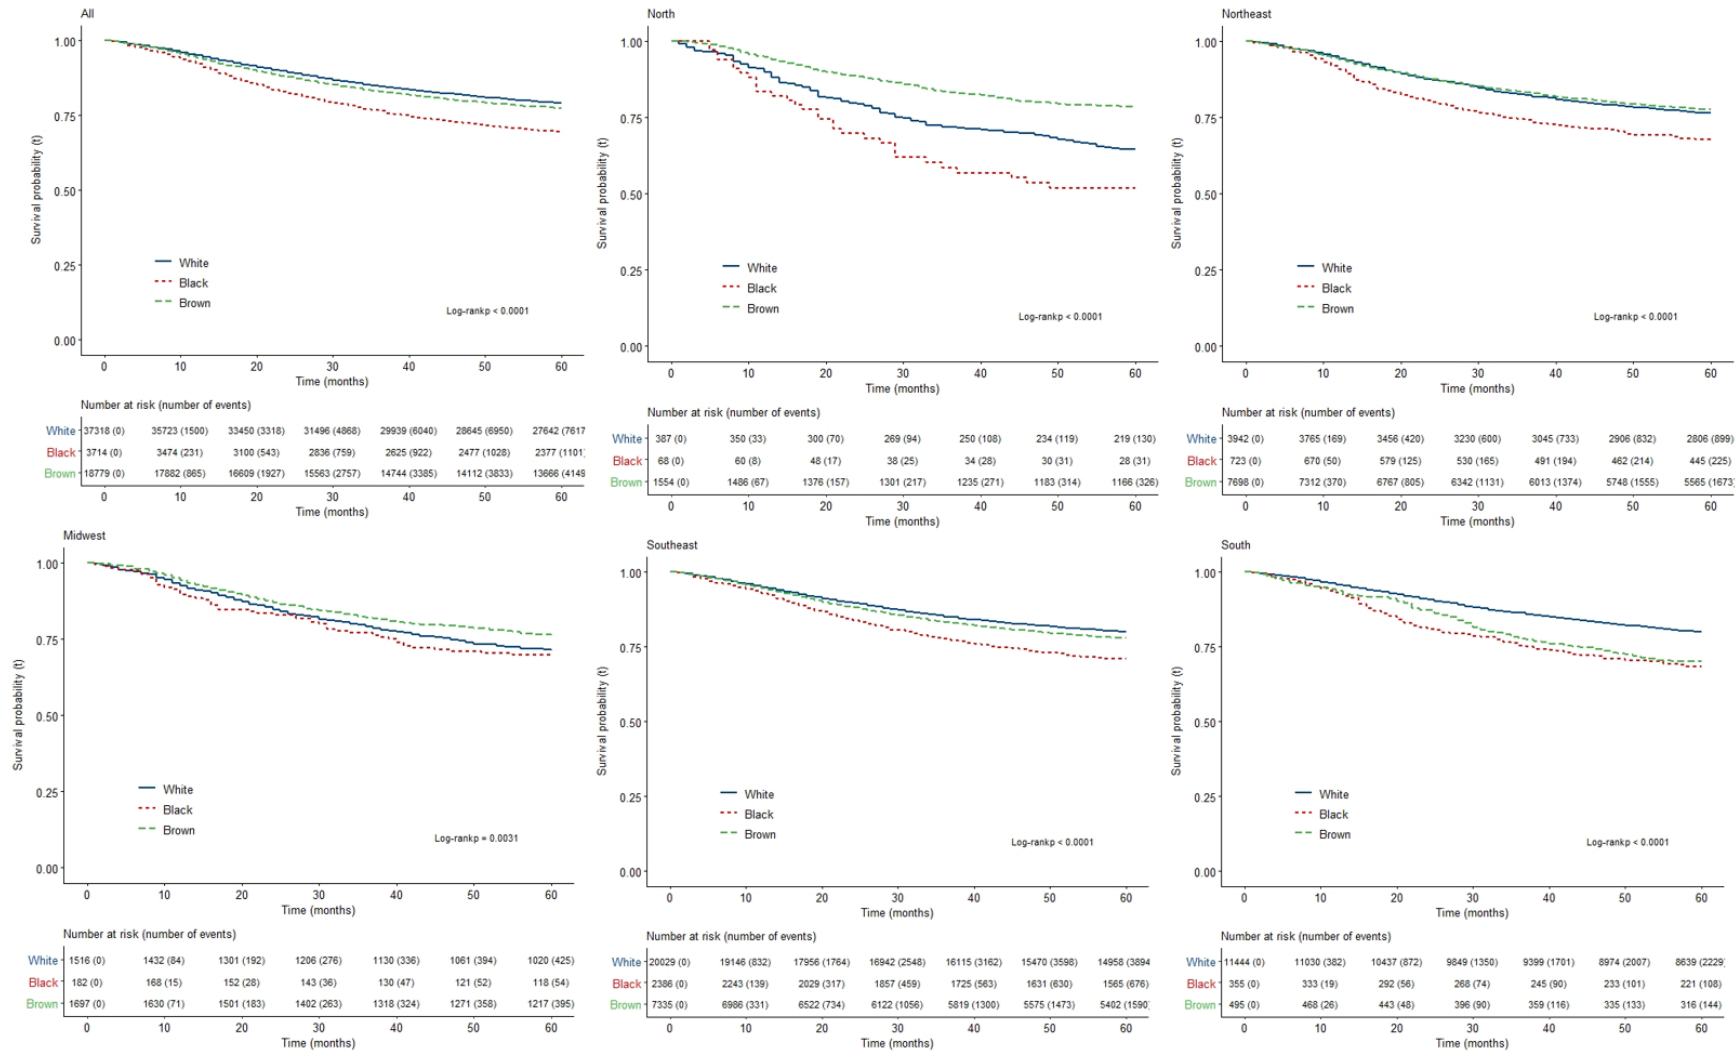 All
1.00
0.75
0.50
0.25
0.00
Survival probability (t)
White
Black
Brown
Log-rankp < 0.0001
0 10 20 30 40 50 60
Time (months)
Number at risk (number of events)
White 37318 (0) 35723 (1500) 33450 (3318) 31496 (4868) 29939 (6040) 28645 (6950) 27642 (7617
Black 3714 (0) 3474 (231) 3100 (543) 2836 (759) 2625 (922) 2477 (1028) 2377 (1101)
Brown 18779 (0) 17882 (865) 16609 (1927) 15563 (2757) 14744 (3385) 14112 (3833) 13666 (4149
0 10 20 30 40 50 60
Time (months)
North
1.00
0.75
0.50
0.25
0.00
Survival probability (t)
White
Black
Brown
Log-rankp < 0.0001
0 10 20 30 40 50 60
Time (months)
Number at risk (number of events)
White 387 (0) 350 (33) 300 (70) 269 (94) 250 (108) 234 (119) 219 (130)
Black 68 (0) 60 (8) 48 (17) 38 (25) 34 (28) 30 (31) 28 (31)
Brown 1554 (0) 1486 (67) 1376 (157) 1301 (217) 1235 (271) 1183 (314) 1166 (326)
0 10 20 30 40 50 60
Time (months)
Northeast
1.00
0.75
0.50
0.25
0.00
Survival probability (t)
White
Black
Brown
Log-rankp < 0.0001
0 10 20 30 40 50 60
Time (months)
Number at risk (number of events)
White 3942 (0) 3765 (169) 3456 (420) 3230 (600) 3045 (733) 2906 (832) 2806 (899)
Black 723 (0) 670 (50) 579 (125) 530 (165) 491 (194) 462 (214) 445 (225)
Brown 7698 (0) 7312 (370) 6767 (805) 6342 (1131) 6013 (1374) 5748 (1555) 5565 (1673)
0 10 20 30 40 50 60
Time (months)
Midwest
1.00
0.75
0.50
0.25
0.00
Survival probability (t)
White
Black
Brown
Log-rankp = 0.0031
0 10 20 30 40 50 60
Time (months)
Number at risk (number of events)
White 1516 (0) 1432 (84) 1301 (192) 1206 (276) 1130 (336) 1061 (394) 1020 (425)
Black 182 (0) 168 (15) 152 (28) 143 (36) 130 (47) 121 (52) 118 (54)
Brown 1697 (0) 1630 (71) 1501 (183) 1402 (263) 1318 (324) 1271 (358) 1217 (395)
0 10 20 30 40 50 60
Time (months)
Southeast
1.00
0.75
0.50
0.25
0.00
Survival probability (t)
White
Black
Brown
Log-rankp < 0.0001
0 10 20 30 40 50 60
Time (months)
Number at risk (number of events)
White 20029 (0) 19146 (832) 17956 (1764) 16942 (2548) 16115 (3162) 15470 (3598) 14958 (3894
Black 2386 (0) 2243 (139) 2029 (317) 1857 (459) 1725 (563) 1631 (630) 1565 (676)
Brown 7335 (0) 6986 (331) 6522 (734) 6122 (1056) 5819 (1300) 5575 (1473) 5402 (1590)
0 10 20 30 40 50 60
Time (months)
South
1.00
0.75
0.50
0.25
0.00
Survival probability (t)
White
Black
Brown
Log-rankp < 0.0001
0 10 20 30 40 50 60
Time (months)
Number at risk (number of events)
White 11444 (0) 11030 (382) 10437 (872) 9849 (1350) 9399 (1701) 8974 (2007) 8639 (2229)
Black 355 (0) 333 (19) 292 (56) 268 (74) 245 (90) 233 (101) 221 (108)
Brown 495 (0) 468 (26) 443 (48) 396 (90) 359 (116) 335 (133) 316 (144)
0 10 20 30 40 50 60
Time (months)